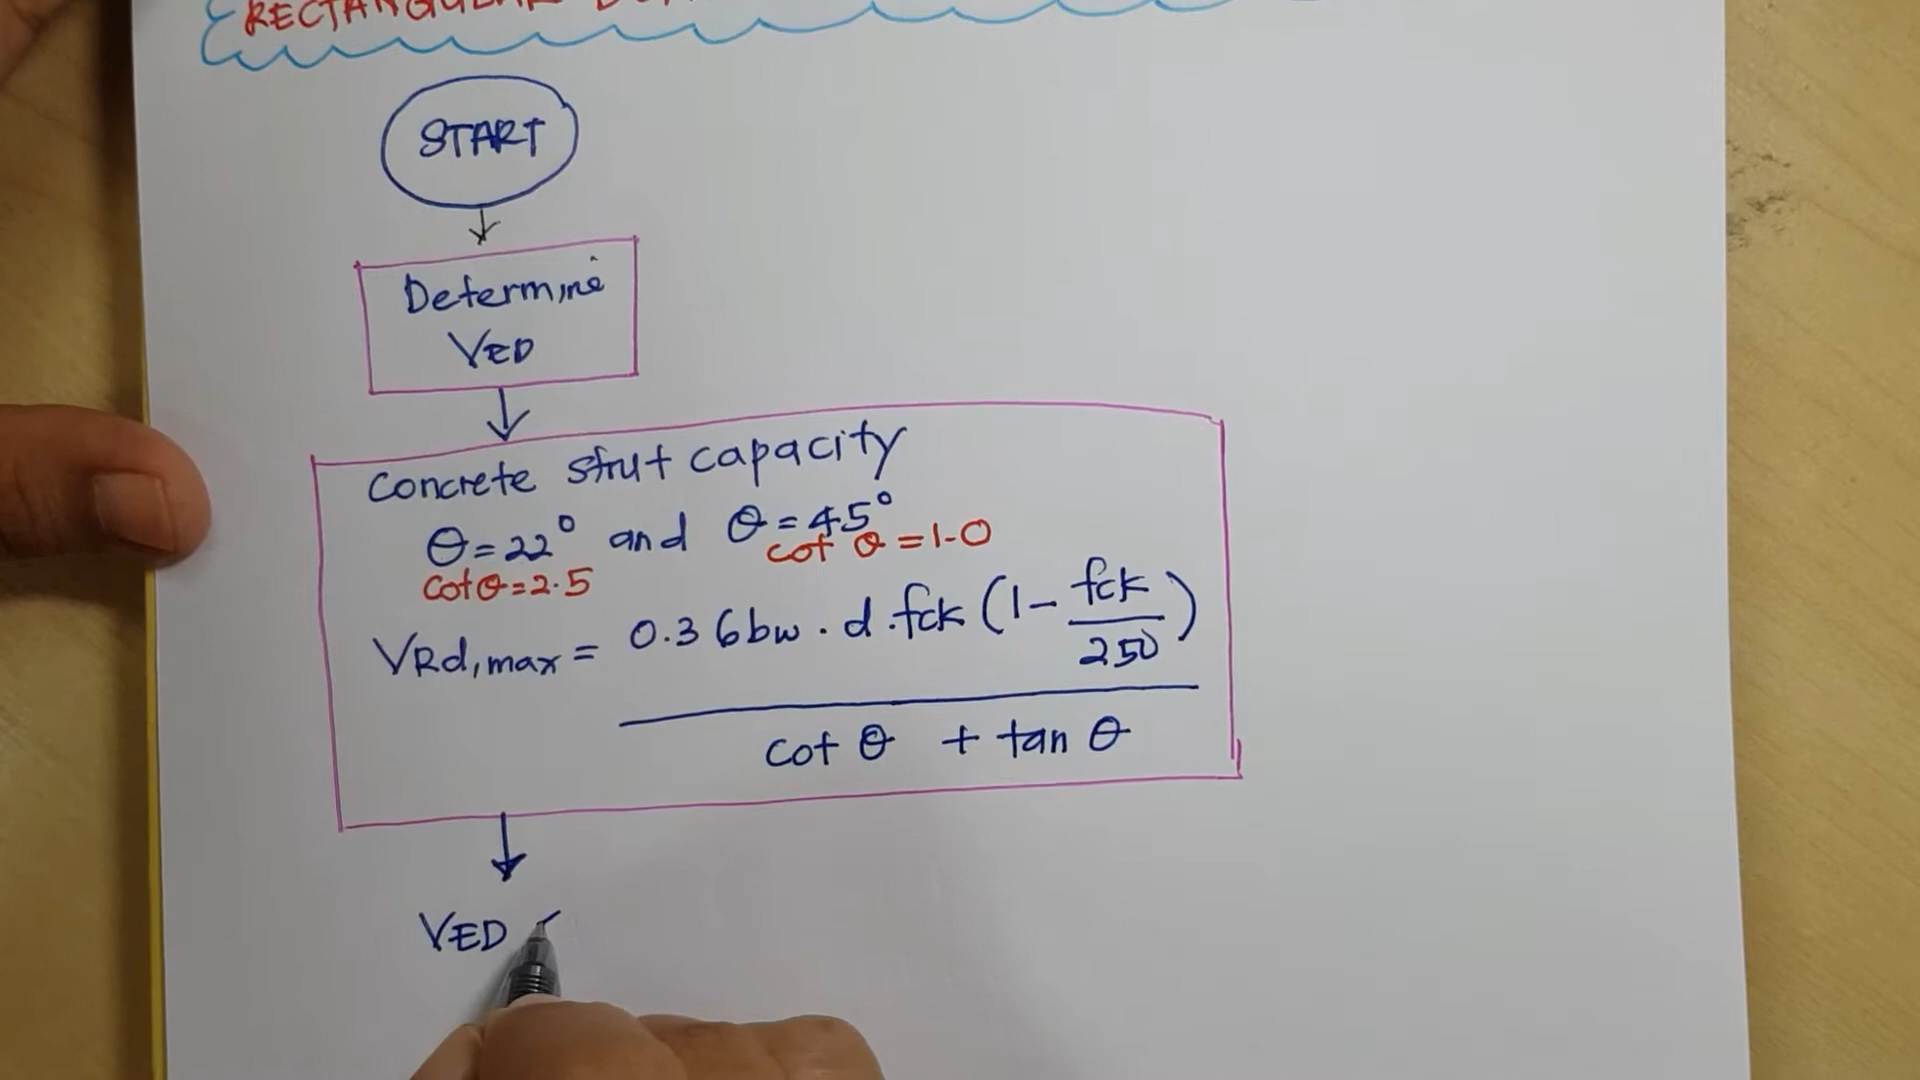 RECTANGULAR
START
Determine
VED
Concrete strut capacity
θ=22° and θ=45°
cotθ=2.5 cot θ=1.0
VRd,max = 0.36bw.d.fck (1-fck/250)
cot θ + tan θ
VED <